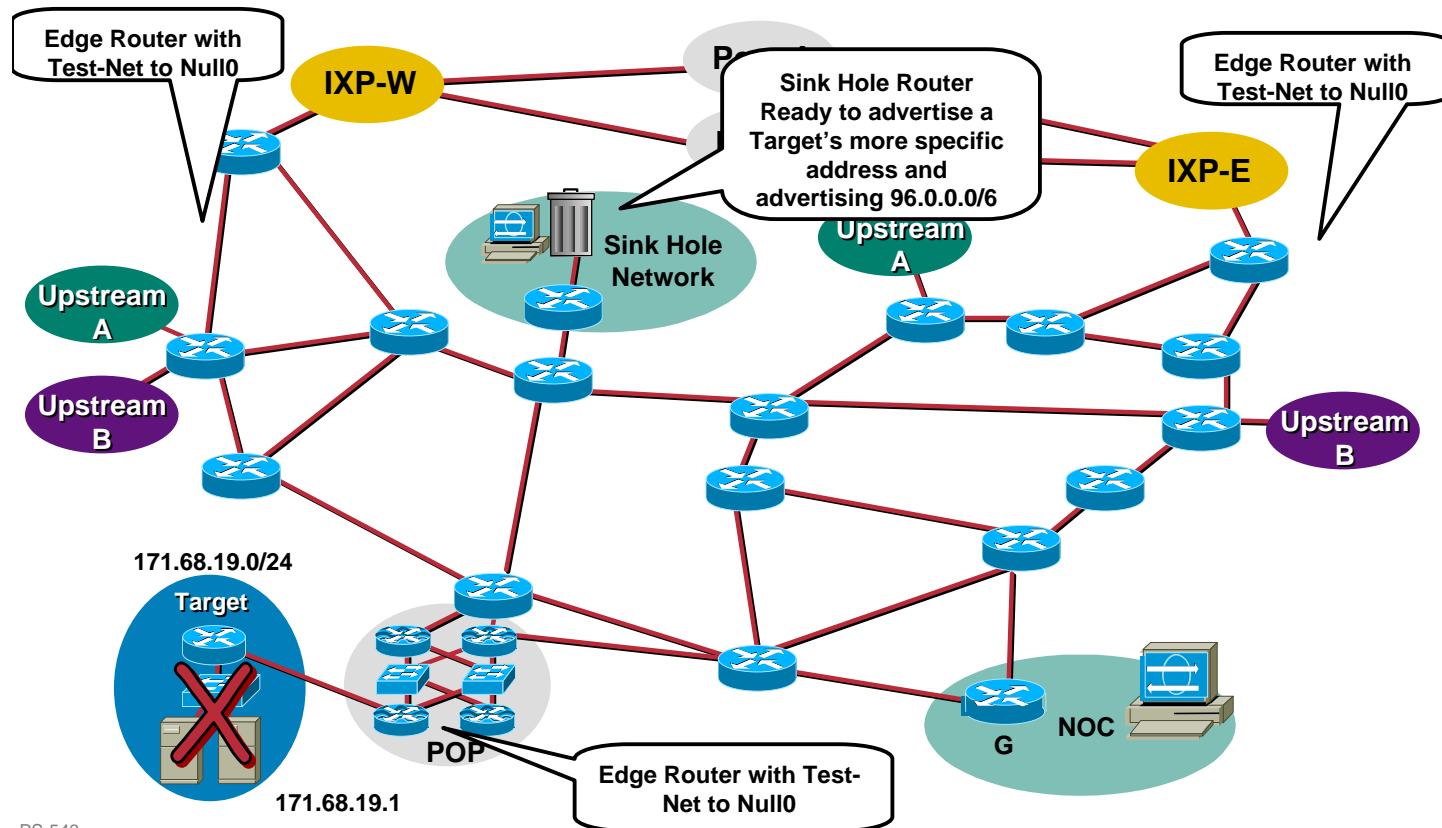 Edge Router with
Test-Net to Null0
IXP-W
Sink Hole Router
Ready to advertise a
Target's more specific
address and
advertising 96.0.0.0/6
Edge Router with
Test-Net to Null0
IXP-E
Sink Hole
Network
Upstream
A
Upstream
A
Upstream
B
Upstream
B
171.68.19.0/24
Target
POP
171.68.19.1
Edge Router with Test-
Net to Null0
G
NOC